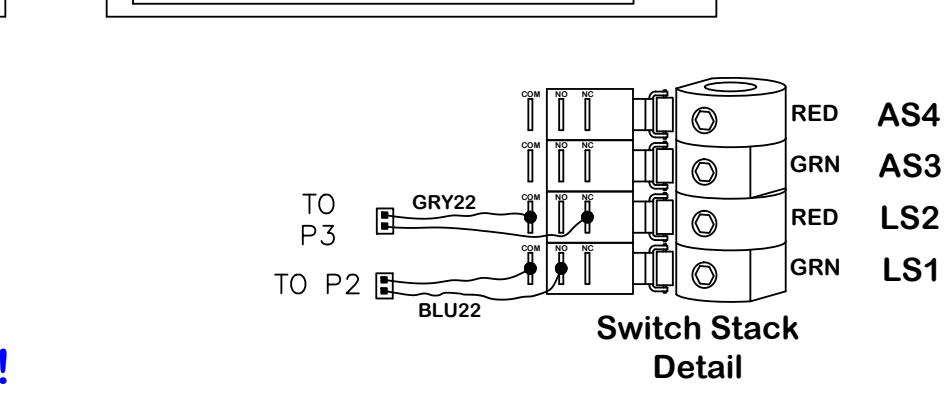 COM NO NC RED AS4
COM NO NC GRN AS3
TO P3 GRY22 COM NO NC RED LS2
TO P2 BLU22 COM NO NC GRN LS1
Switch Stack
Detail
!